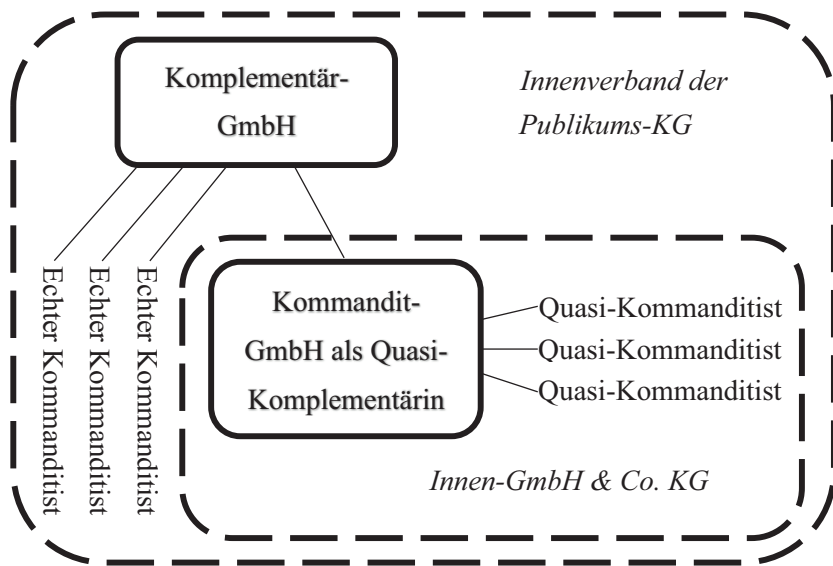 Komplementär-
GmbH
Innenverband der
Publikums-KG
Echter Kommanditist
Echter Kommanditist
Echter Kommanditist
Kommandit-
GmbH als Quasi-
Komplementärin
Quasi-Kommanditist
Quasi-Kommanditist
Quasi-Kommanditist
Innen-GmbH & Co. KG